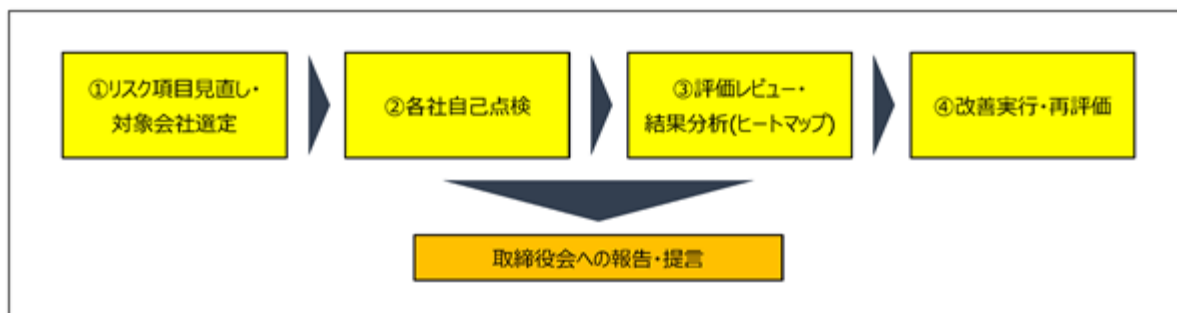 ①リスク項目見直し・
対象会社選定
②各社自己点検
③評価レビュー・
結果分析(ヒートマップ)
④改善実行・再評価
取締役会への報告・提言